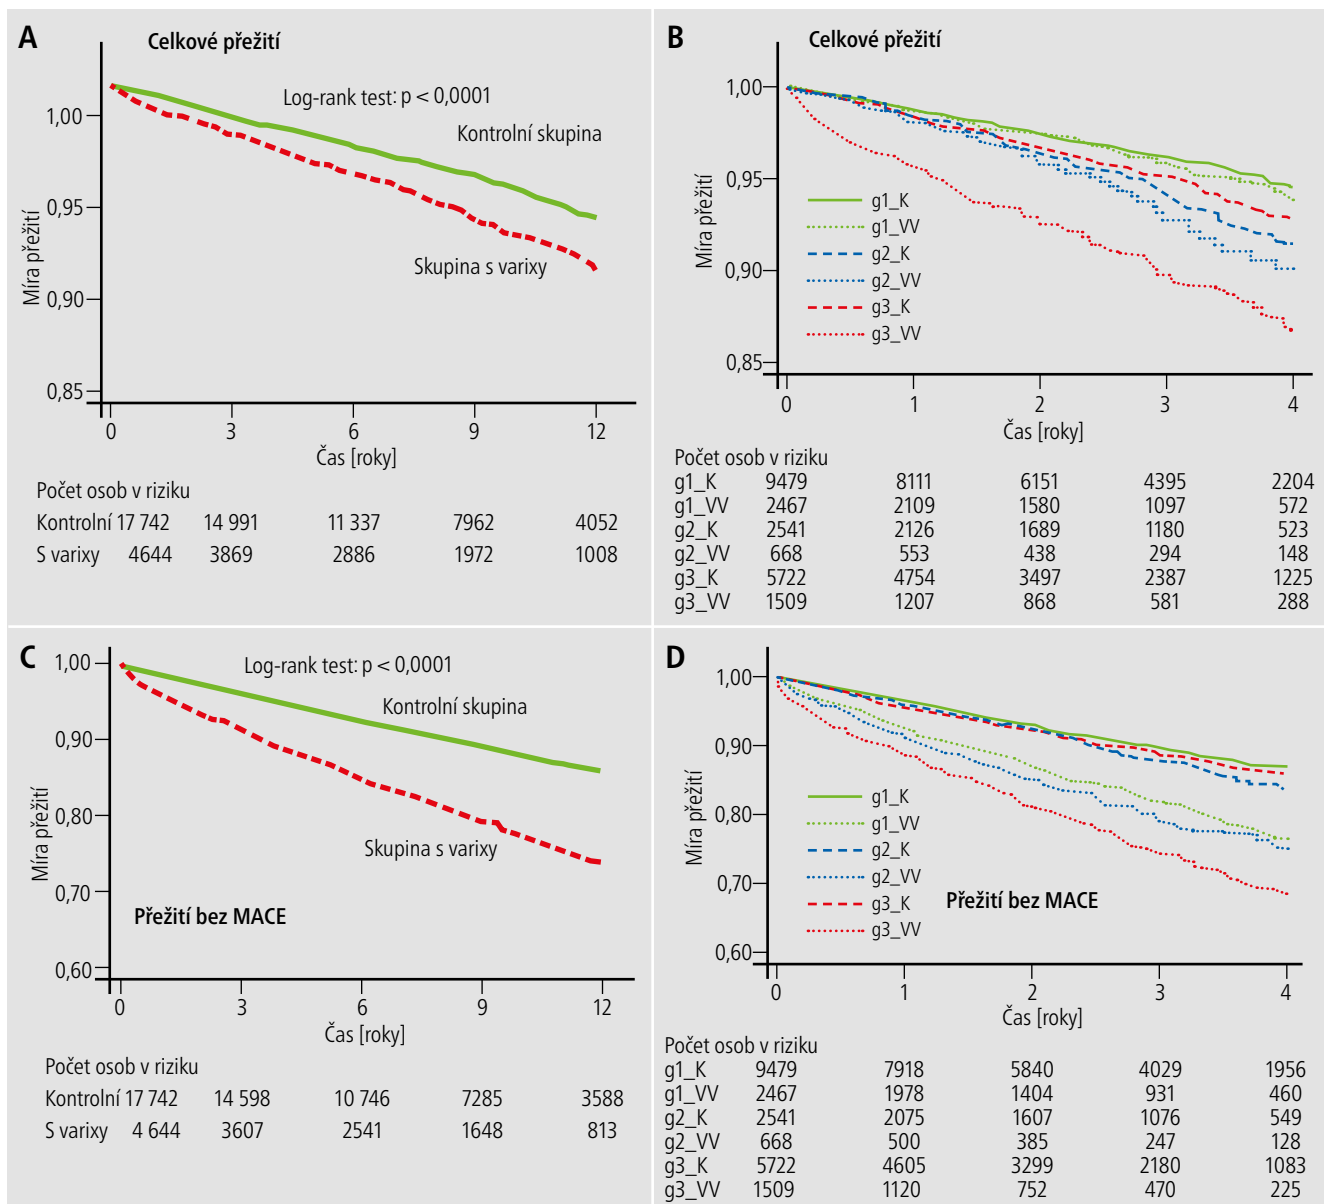 A
Celkové přežití
Log-rank test: p < 0,0001
Kontrolní skupina
Skupina s varixy
Míra přežití
1,00
0,95
0,90
0,85
0 3 6 9 12
Čas [roky]
Počet osob v riziku
Kontrolní 17 742 14 991 11 337 7962 4052
S varixy 4644 3869 2886 1972 1008
B
Celkové přežití
Míra přežití
1,00
0,95
0,90
0,85
g1_K
g1_VV
g2_K
g2_VV
g3_K
g3_VV
0 1 2 3 4
Čas [roky]
Počet osob v riziku
g1_K 9479 8111 6151 4395 2204
g1_VV 2467 2109 1580 1097 572
g2_K 2541 2126 1689 1180 523
g2_VV 668 553 438 294 148
g3_K 5722 4754 3497 2387 1225
g3_VV 1509 1207 868 581 288
C
Log-rank test: p < 0,0001
Kontrolní skupina
Skupina s varixy
Přežití bez MACE
Míra přežití
1,00
0,90
0,80
0,70
0,60
0 3 6 9 12
Čas [roky]
Počet osob v riziku
Kontrolní 17 742 14 598 10 746 7285 3588
S varixy 4 644 3607 2541 1648 813
D
Míra přežití
1,00
0,90
0,80
0,70
0,60
g1_K
g1_VV
g2_K
g2_VV
g3_K
g3_VV
Přežití bez MACE
0 1 2 3 4
Čas [roky]
Počet osob v riziku
g1_K 9479 7918 5840 4029 1956
g1_VV 2467 1978 1404 931 460
g2_K 2541 2075 1607 1076 549
g2_VV 668 500 385 247 128
g3_K 5722 4605 3299 2180 1083
g3_VV 1509 1120 752 470 225